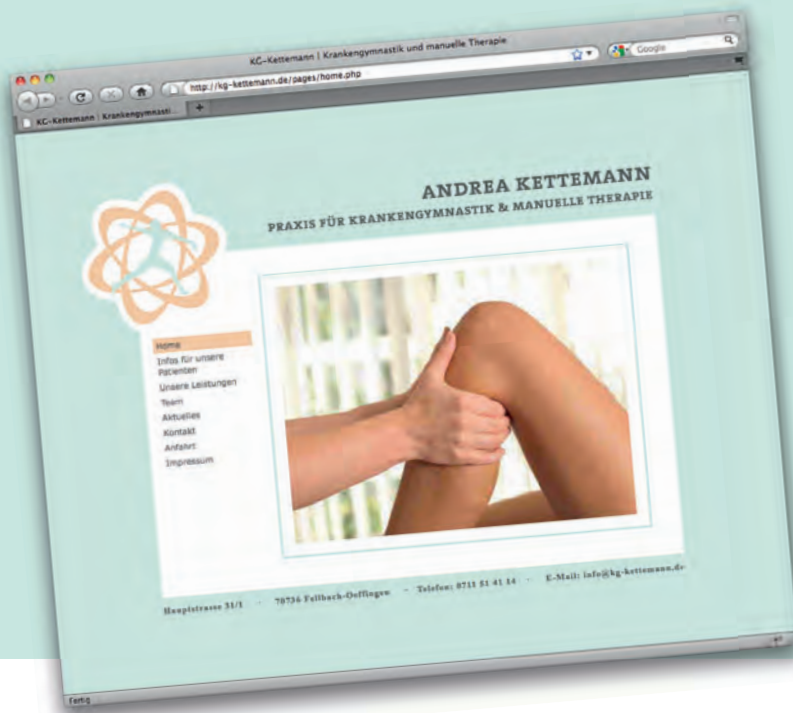 KG-Kettemann | Krankengymnastik und manuelle Therapie
http://kg-kettemann.de/pages/home.php
Google
KG-Kettemann | Krankengymnasti...
ANDREA KETTEMANN
PRAXIS FÜR KRANKENGYMNASTIK & MANUELLE THERAPIE
Home
Infos für unsere
Patienten
Unsere Leistungen
Team
Aktuelles
Kontakt
Anfahrt
Impressum
Hauptstrasse 31/1 · 70736 Fellbach-Oeffingen · Telefon: 0711 51 41 14 · E-Mail: info@kg-kettemann.de
Fertig